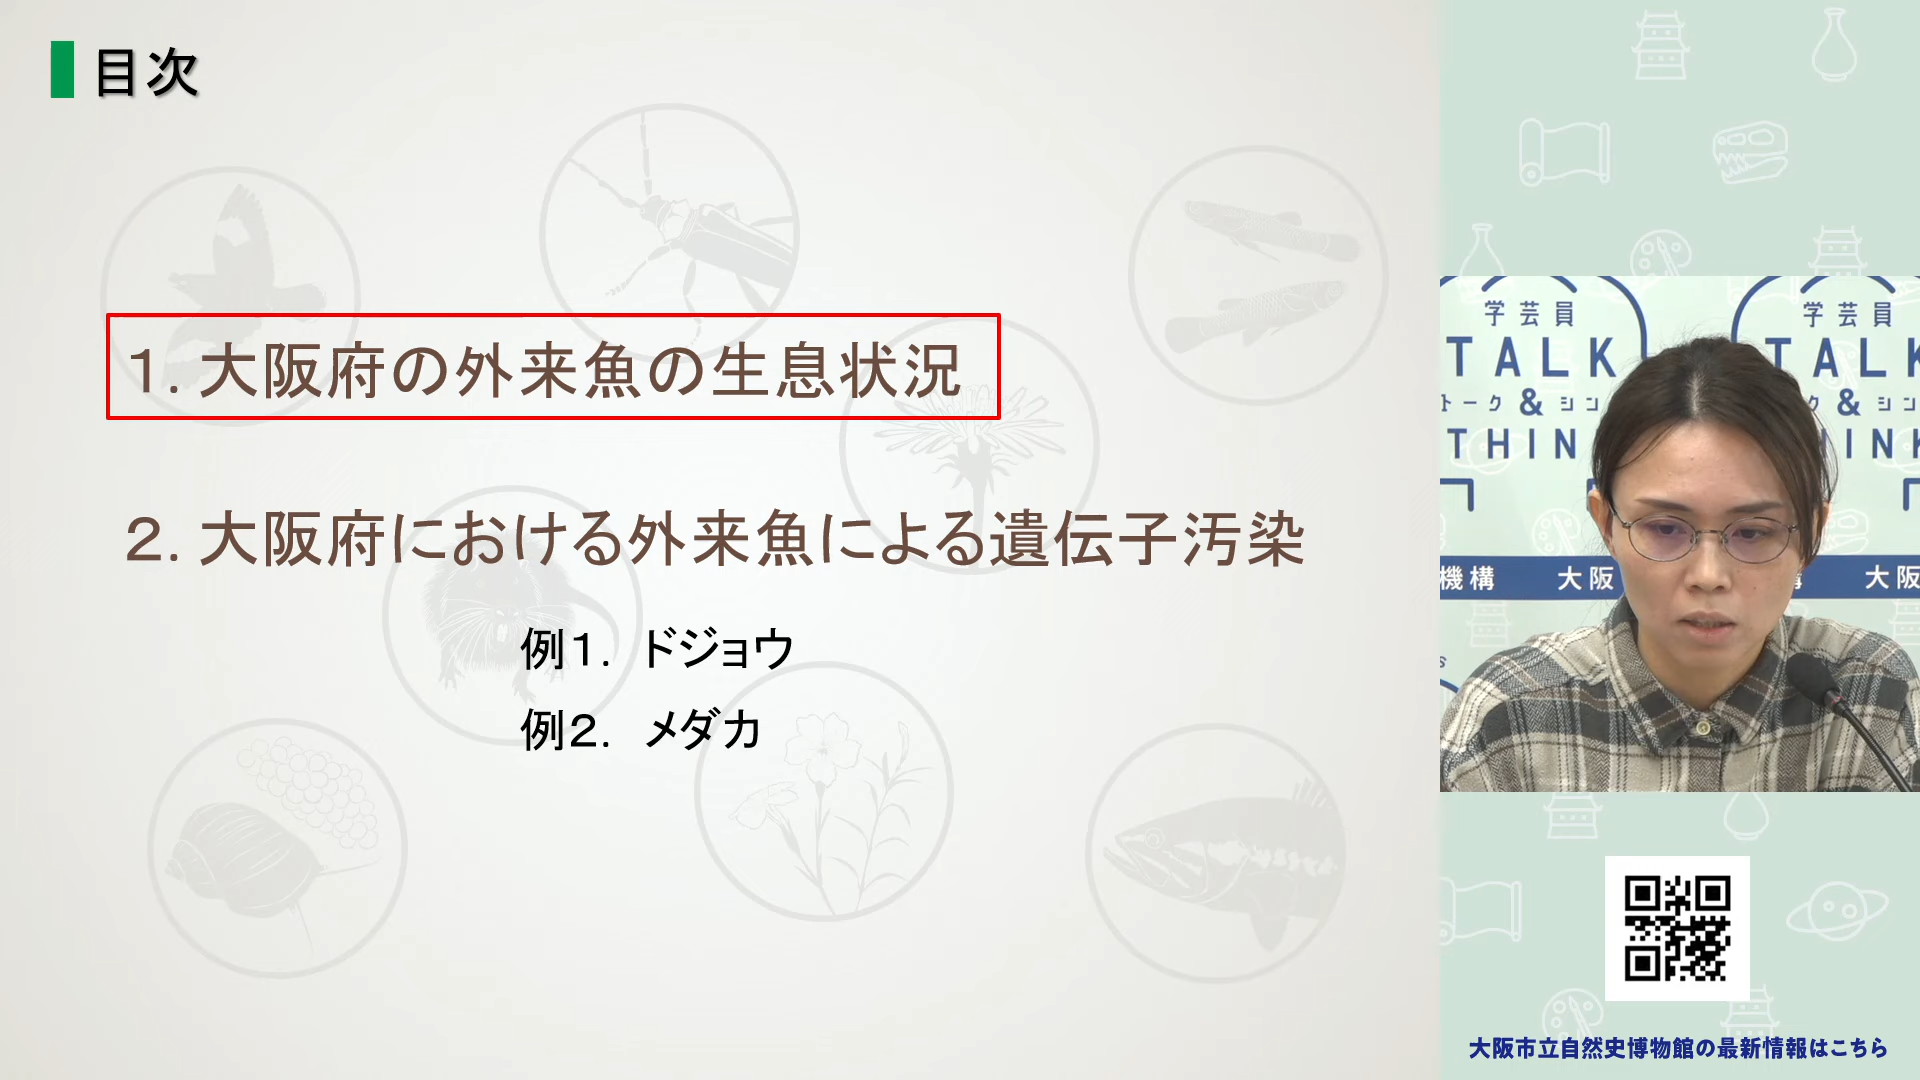 目次
1. 大阪府の外来魚の生息状況
2. 大阪府における外来魚による遺伝子汚染
例1. ドジョウ
例2. メダカ
学芸員 学芸員
TALK TALK
トーク & シン ク & シン
THIN INK
機構 大阪 構 大阪
大阪市立自然史博物館の最新情報はこちら